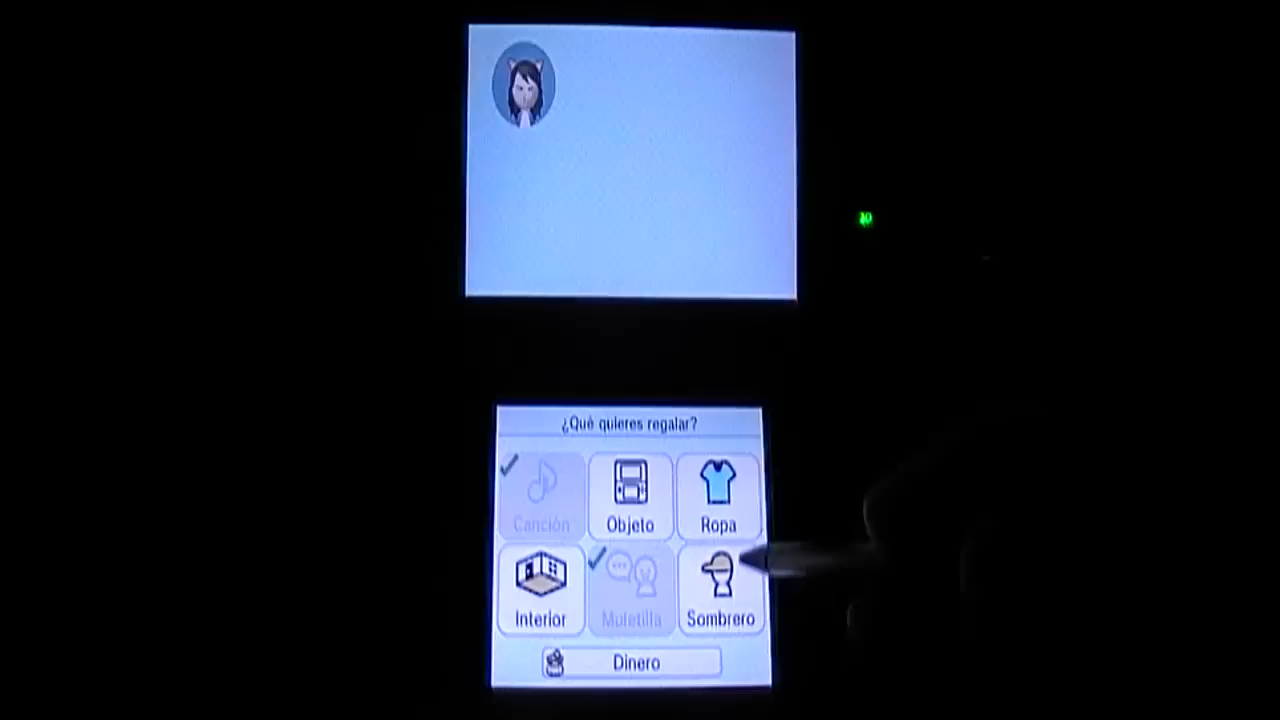 ¿Qué quieres regalar?
Canción
Objeto
Ropa
Interior
Muletilla
Sombrero
Dinero